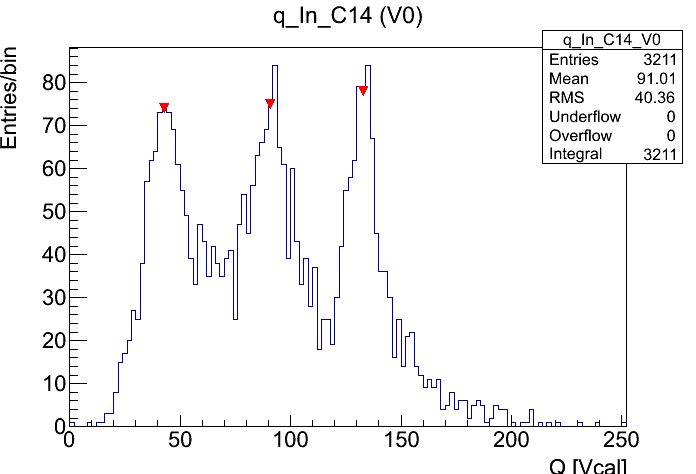 q_In_C14 (V0)
q_In_C14_V0
Entries 3211
Mean 91.01
RMS 40.36
Underflow 0
Overflow 0
Integral 3211
Entries/bin
80
70
60
50
40
30
20
10
0
0 50 100 150 200 250
Q [Vcal]